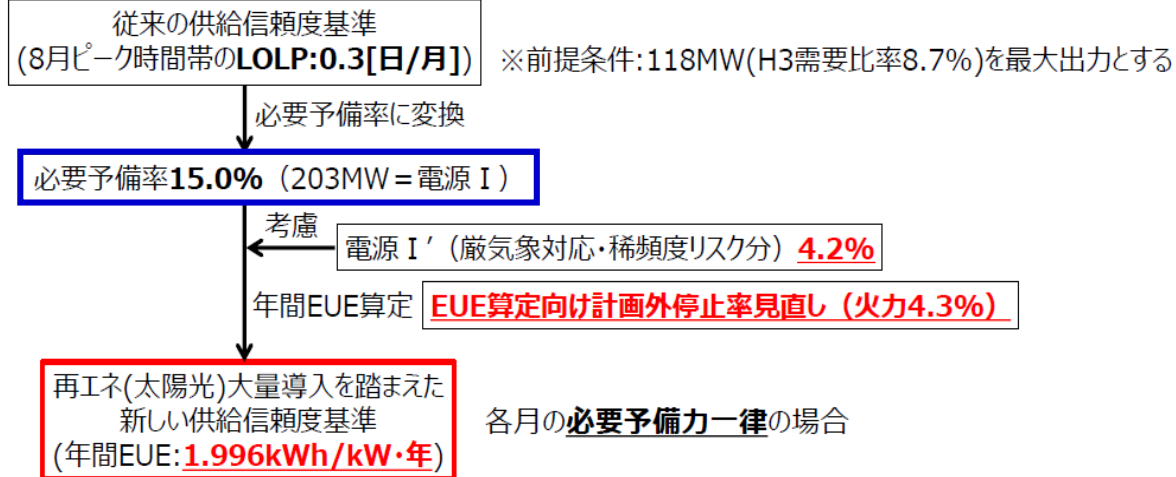 従来の供給信頼度基準
(8月ピーク時間帯のLOLP:0.3[日/月])
※前提条件:118MW(H3需要比率8.7%)を最大出力とする
必要予備率に変換
必要予備率15.0%（203MW=電源Ⅰ）
考慮
電源Ⅰ′（厳気象対応・稀頻度リスク分）4.2%
年間EUE算定
EUE算定向け計画外停止率見直し（火力4.3%）
再エネ(太陽光)大量導入を踏まえた
新しい供給信頼度基準
(年間EUE:1.996kWh/kW・年)
各月の必要予備力一律の場合